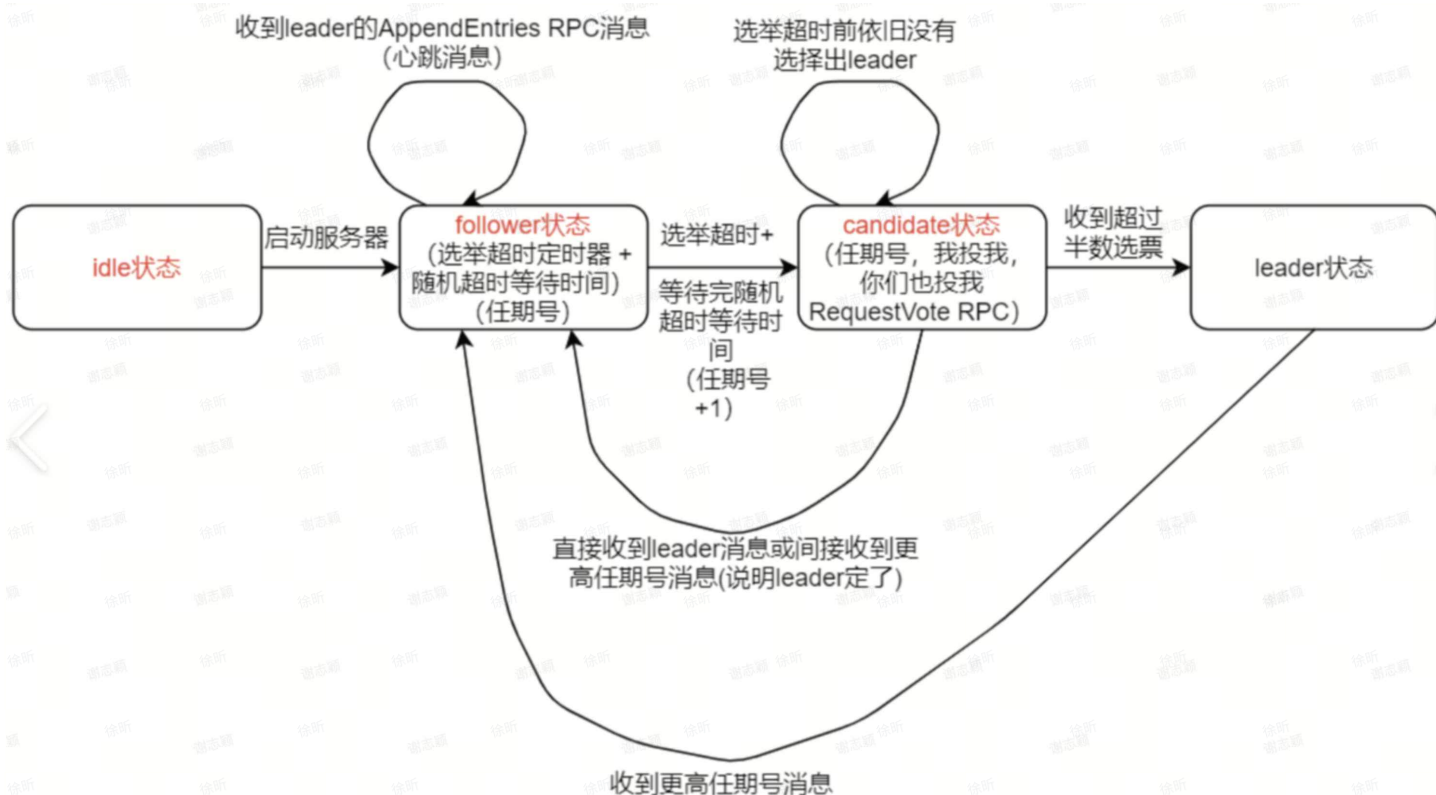 收到leader的AppendEntries RPC消息
（心跳消息）
选举超时前依旧没有
选择出leader
idle状态
启动服务器
follower状态
（选举超时定时器 +
随机超时等待时间）
（任期号）
选举超时+
等待完随机
超时等待时
间
（任期号
+1）
candidate状态
（任期号，我投我，
你们也投我
RequestVote RPC）
收到超过
半数选票
leader状态
直接收到leader消息或间接收到更
高任期号消息(说明leader定了)
收到更高任期号消息
徐昕
谢志颖